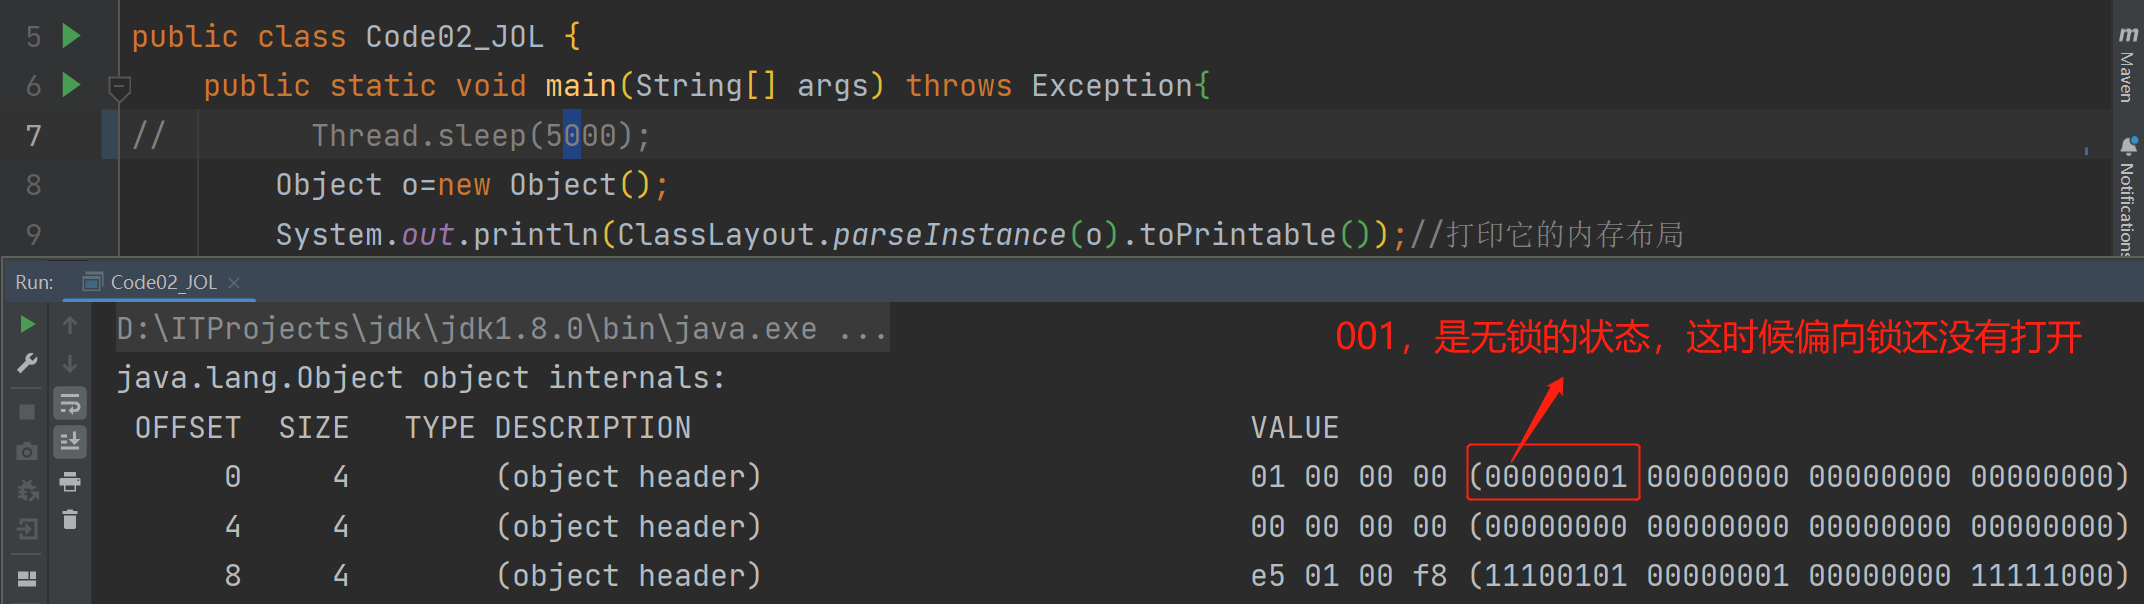 5 public class Code02_JOL {
6 public static void main(String[] args) throws Exception{
7 // Thread.sleep(5000);
8 Object o=new Object();
9 System.out.println(ClassLayout.parseInstance(o).toPrintable());//打印它的内存布局
m Maven
Notifications
Run: Code02_JOL ×
D:\ITProjects\jdk\jdk1.8.0\bin\java.exe ...
001，是无锁的状态，这时候偏向锁还没有打开
java.lang.Object object internals:
OFFSET SIZE TYPE DESCRIPTION VALUE
0 4 (object header) 01 00 00 00 (00000001 00000000 00000000 00000000)
4 4 (object header) 00 00 00 00 (00000000 00000000 00000000 00000000)
8 4 (object header) e5 01 00 f8 (11100101 00000001 00000000 11111000)